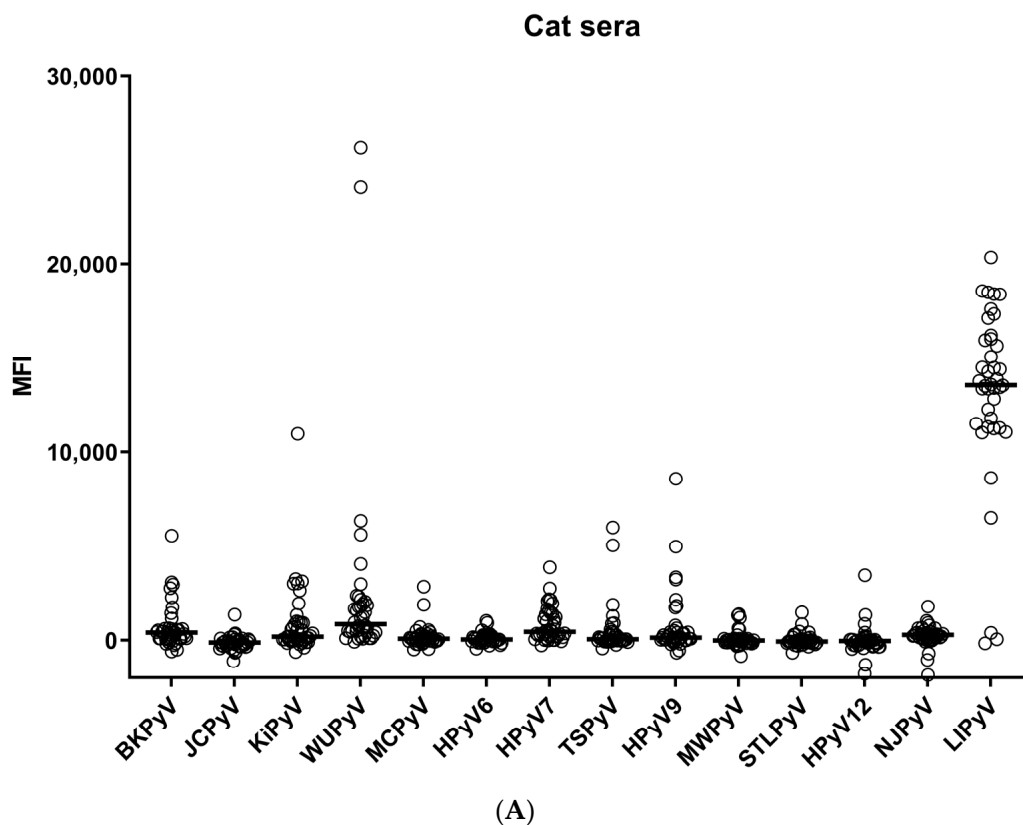 Cat sera
30,000
20,000
10,000
0
MFI
BKPyV
JCPyV
KiPyV
WUPyV
MCPyV
HPyV6
HPyV7
TSPyV
HPyV9
MWPyV
STLPyV
HPyV12
NJPyV
LIPyV
(A)